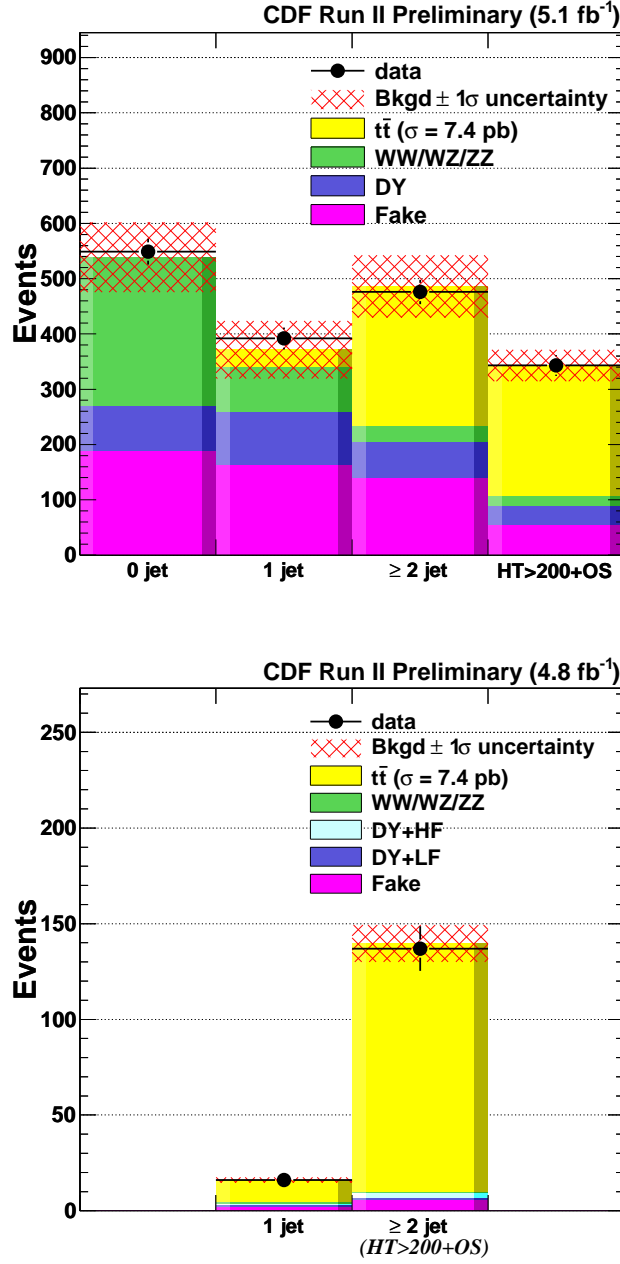 CDF Run II Preliminary (5.1 fb⁻¹)
Events
900
800
700
600
500
400
300
200
100
0
data
Bkgd ± 1σ uncertainty
tt̄ (σ = 7.4 pb)
WW/WZ/ZZ
DY
Fake
0 jet
1 jet
≥ 2 jet
HT>200+OS
CDF Run II Preliminary (4.8 fb⁻¹)
Events
250
200
150
100
50
0
data
Bkgd ± 1σ uncertainty
tt̄ (σ = 7.4 pb)
WW/WZ/ZZ
DY+HF
DY+LF
Fake
1 jet
≥ 2 jet
(HT>200+OS)